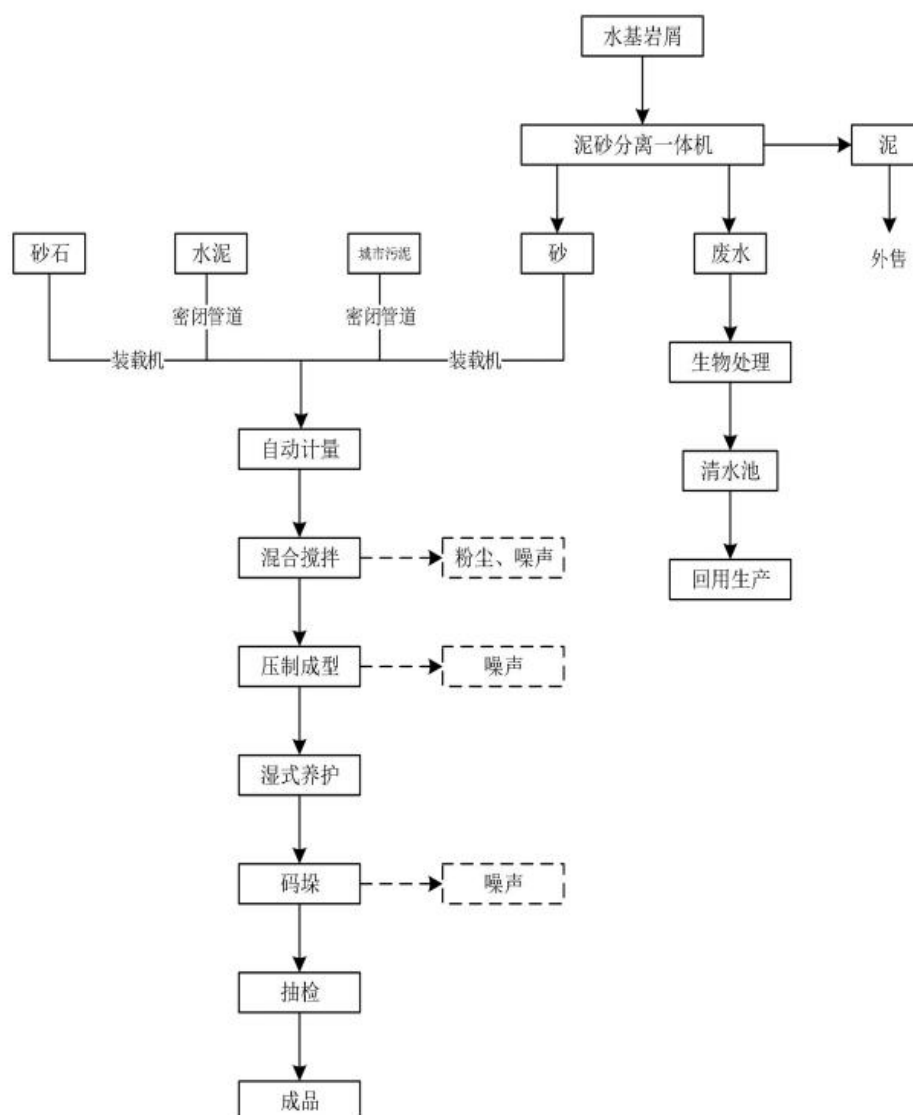 水基岩屑
泥砂分离一体机
泥
砂石
水泥
城市污泥
砂
废水
外售
密闭管道
密闭管道
装载机
装载机
生物处理
自动计量
清水池
混合搅拌
粉尘、噪声
回用生产
压制成型
噪声
湿式养护
码垛
噪声
抽检
成品